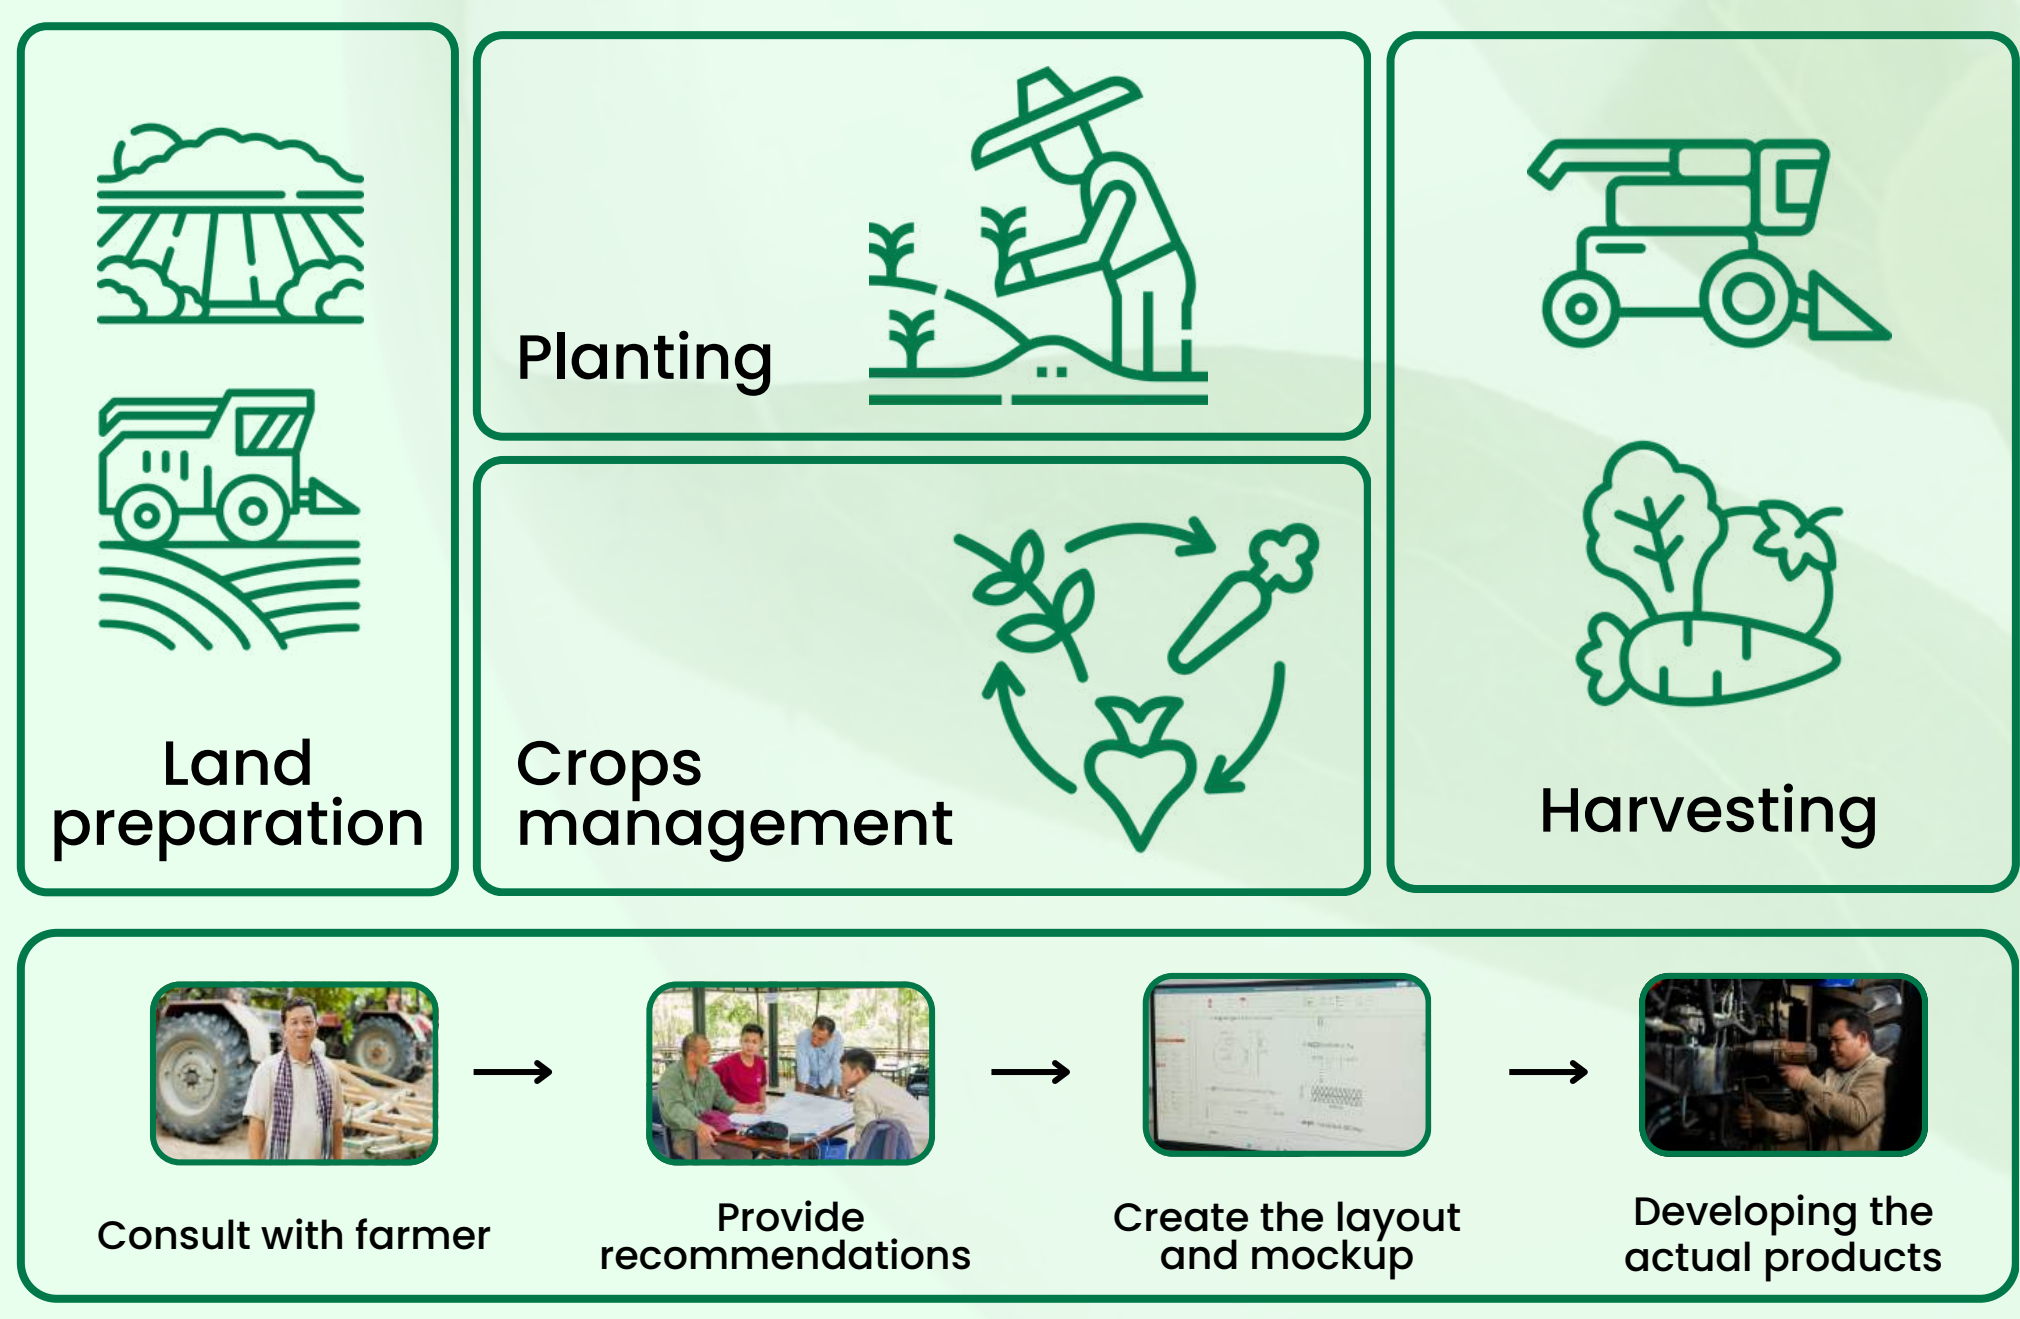 Planting
Land
preparation
Crops
management
Harvesting
Consult with farmer
Provide
recommendations
Create the layout
and mockup
Developing the
actual products